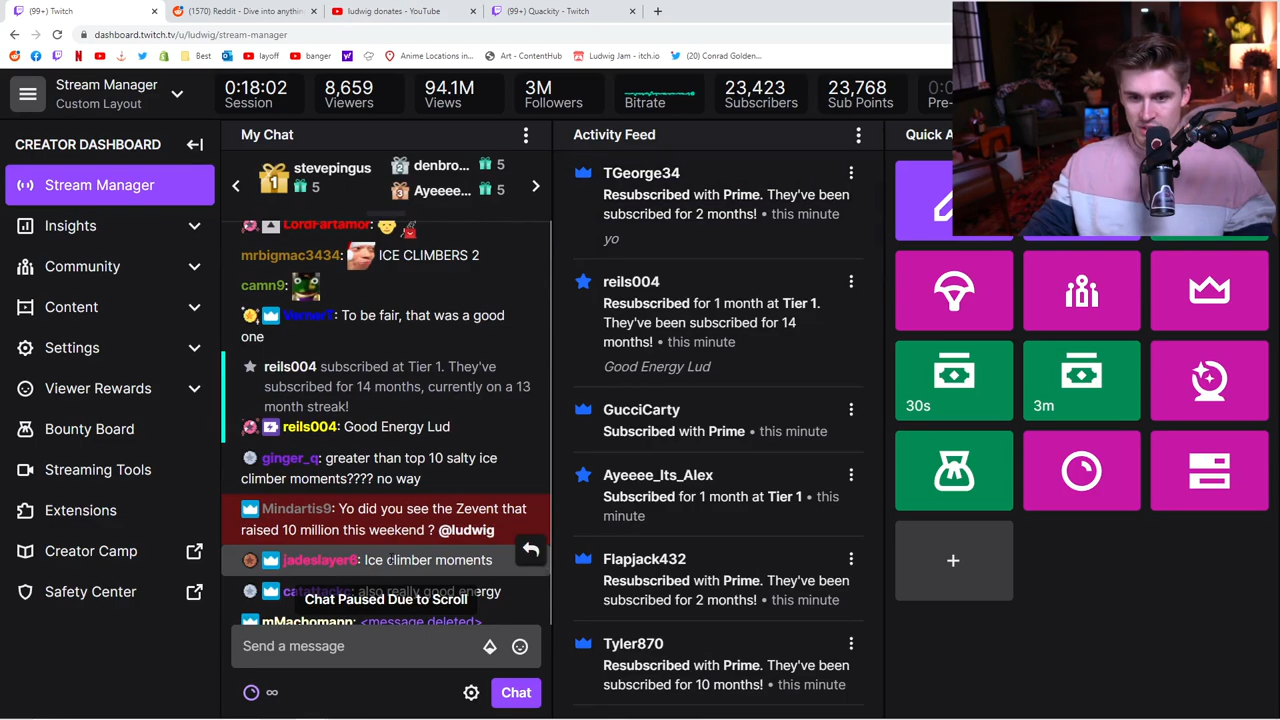 (99+) Twitch
(1570) Reddit - Dive into anythin
ludwig donates - YouTube
(99+) Quackity - Twitch
dashboard.twitch.tv/u/ludwig/stream-manager
Best
layoff
banger
Anime Locations in...
Art - ContentHub
Ludwig Jam - itch.io
(20) Conrad Golden...
Stream Manager
Custom Layout
0:18:02
Session
8,659
Viewers
94.1M
Views
3M
Followers
Bitrate
23,423
Subscribers
23,768
Sub Points
0:0
Pre-
CREATOR DASHBOARD
Stream Manager
Insights
Community
Content
Settings
Viewer Rewards
Bounty Board
Streaming Tools
Extensions
Creator Camp
Safety Center
My Chat
1
stevepingus
5
2
denbro...
5
3
Ayeeee...
5
LordFartamor:
mrbigmac3434: ICE CLIMBERS 2
camn9:
: To be fair, that was a good
one
reils004 subscribed at Tier 1. They've
subscribed for 14 months, currently on a 13
month streak!
reils004: Good Energy Lud
ginger_q: greater than top 10 salty ice
climber moments???? no way
Mindartis9: Yo did you see the Zevent that
raised 10 million this weekend ? @ludwig
jadeslayer6: Ice climber moments
catattackc: also really good energy
Chat Paused Due to Scroll
mMachomann: <message deleted>
Send a message
∞
Chat
Activity Feed
TGeorge34
Resubscribed with Prime. They've been
subscribed for 2 months! • this minute
yo
reils004
Resubscribed for 1 month at Tier 1.
They've been subscribed for 14
months! • this minute
Good Energy Lud
GucciCarty
Subscribed with Prime • this minute
Ayeeee_Its_Alex
Subscribed for 1 month at Tier 1 • this
minute
Flapjack432
Resubscribed with Prime. They've been
subscribed for 2 months! • this minute
Tyler870
Resubscribed with Prime. They've been
subscribed for 10 months! • this minute
Quick A
30s
3m